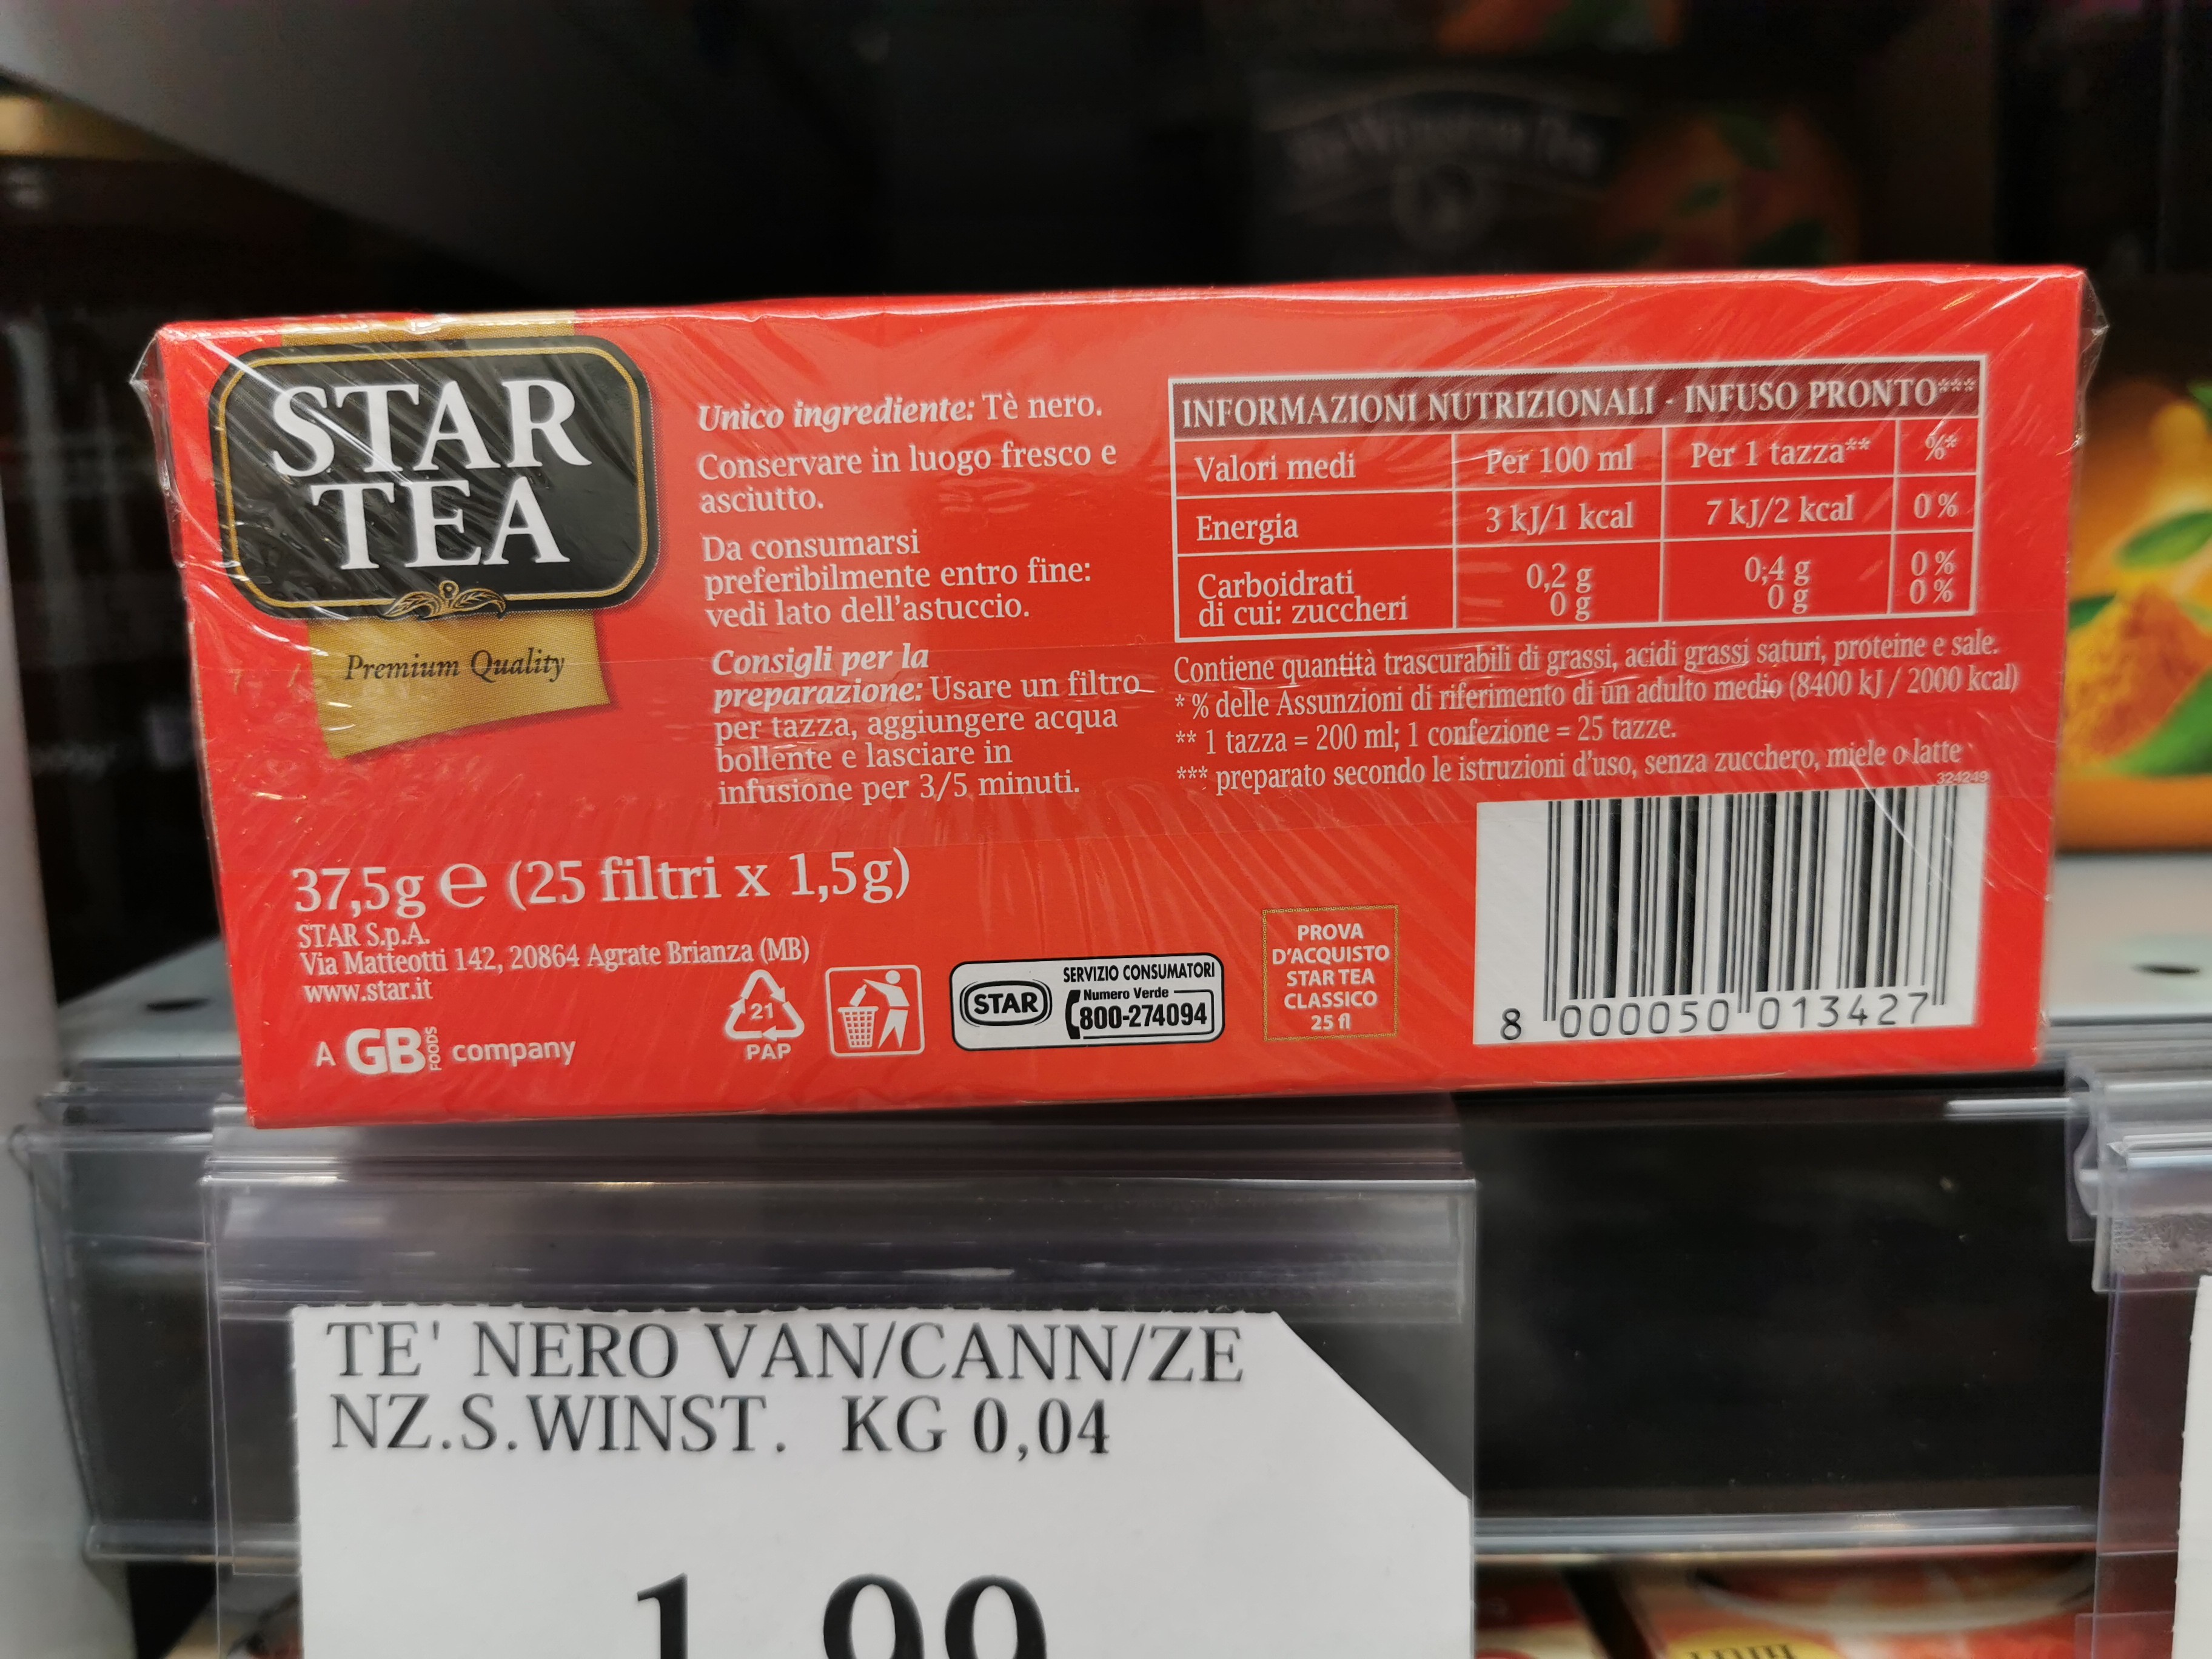 STAR
TEA
Premium Quality
Unico ingrediente: Tè nero.
Conservare in luogo fresco e
asciutto.
Da consumarsi
preferibilmente entro fine:
vedi lato dell'astuccio.
Consigli per la
preparazione: Usare un filtro
per tazza, aggiungere acqua
bollente e lasciare in
infusione per 3/5 minuti.
INFORMAZIONI NUTRIZIONALI - INFUSO PRONTO***
Valori medi Per 100 ml Per 1 tazza** %*
Energia 3 kJ/1 kcal 7 kJ/2 kcal 0 %
Carboidrati 0,2 g 0,4 g 0 %
di cui: zuccheri 0 g 0 g 0 %
Contiene quantità trascurabili di grassi, acidi grassi saturi, proteine e sale.
* % delle Assunzioni di riferimento di un adulto medio (8400 kJ / 2000 kcal)
** 1 tazza = 200 ml; 1 confezione = 25 tazze.
*** preparato secondo le istruzioni d'uso, senza zucchero, miele o latte
324249
37,5g e (25 filtri x 1,5g)
STAR S.p.A.
Via Matteotti 142, 20864 Agrate Brianza (MB)
www.star.it
A GB FOODS company
21
PAP
STAR
SERVIZIO CONSUMATORI
Numero Verde
800-274094
PROVA
D'ACQUISTO
STAR TEA
CLASSICO
25 fl
8 000050 013427
TE' NERO VAN/CANN/ZE
NZ.S.WINST. KG 0,04
1 99